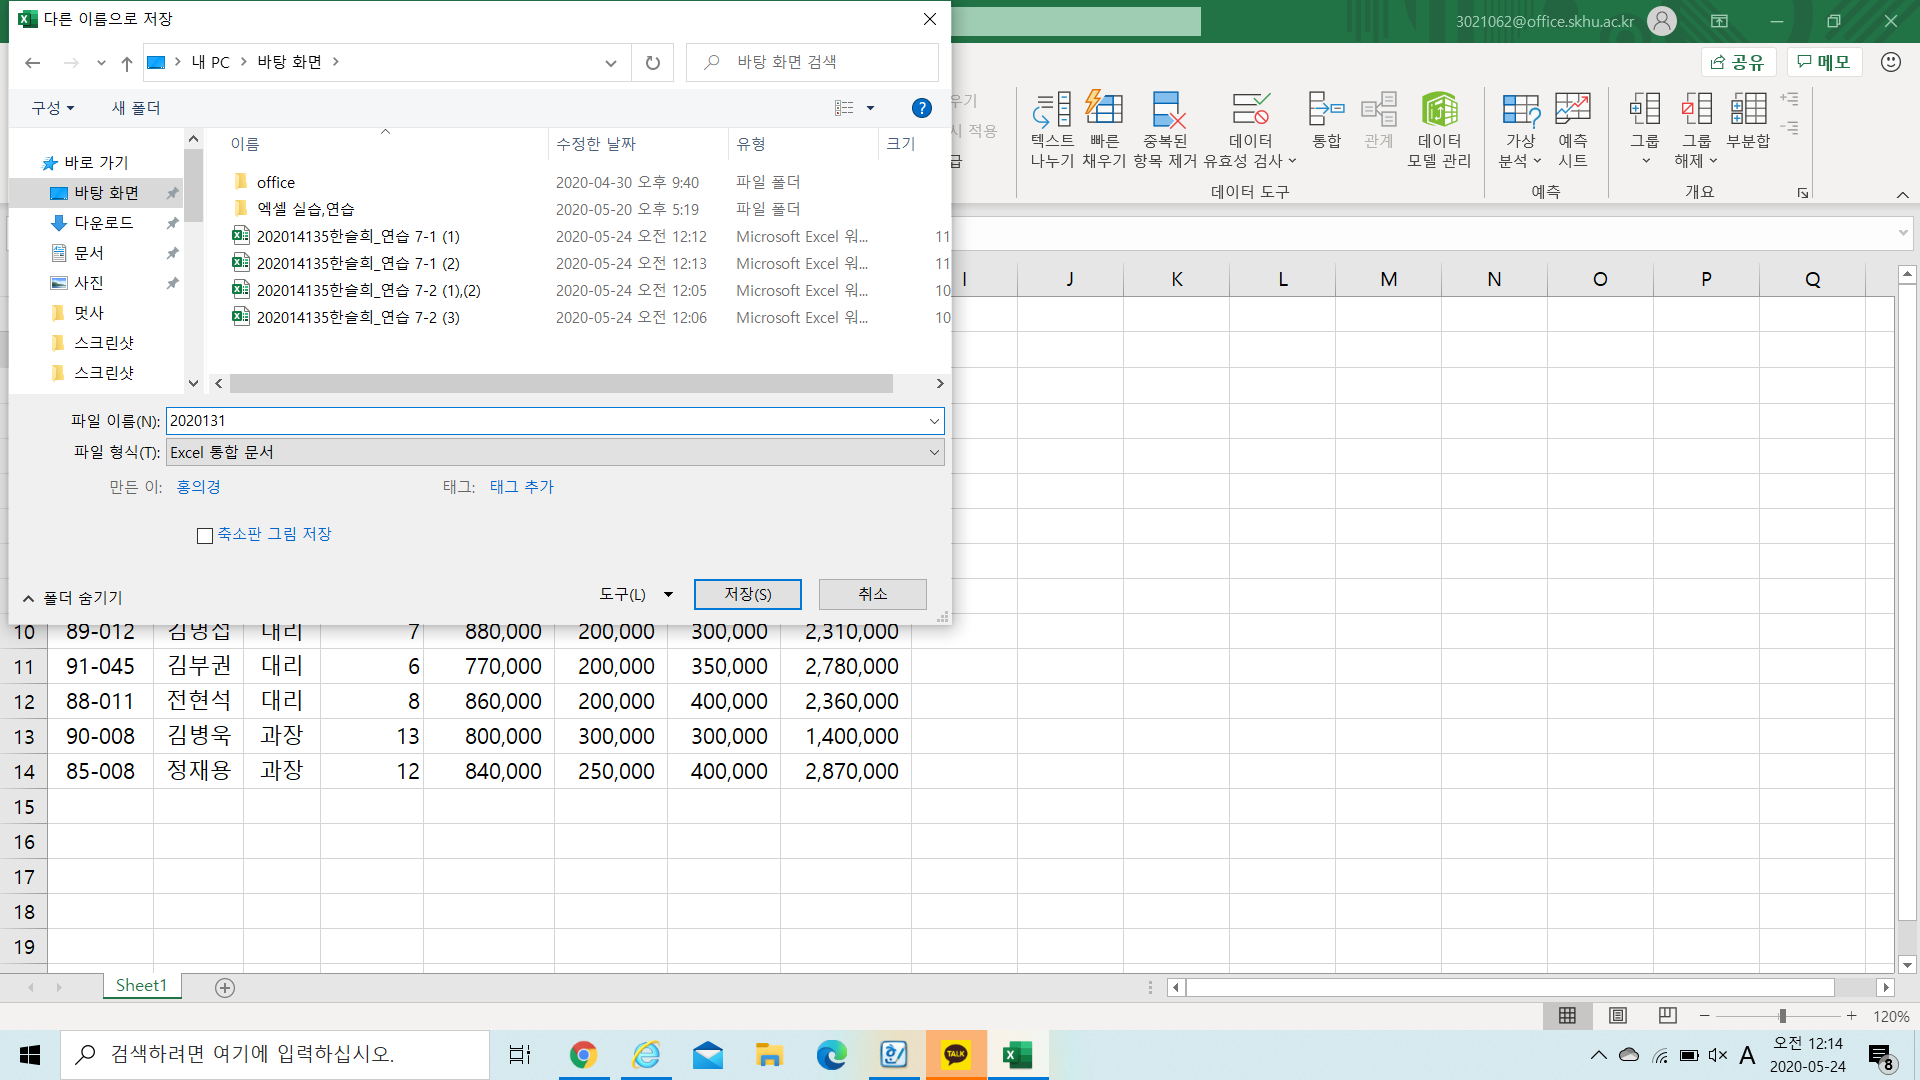 다른 이름으로 저장
3021062@office.skhu.ac.kr
내 PC > 바탕 화면 >
바탕 화면 검색
공유
메모
구성
새 폴더
이름
수정한 날짜
유형
크기
바로 가기
바탕 화면
다운로드
문서
사진
멋사
스크린샷
스크린샷
office 2020-04-30 오후 9:40 파일 폴더
엑셀 실습,연습 2020-05-20 오후 5:19 파일 폴더
202014135한슬희_연습 7-1 (1) 2020-05-24 오전 12:12 Microsoft Excel 워... 11
202014135한슬희_연습 7-1 (2) 2020-05-24 오전 12:13 Microsoft Excel 워... 11
202014135한슬희_연습 7-2 (1),(2) 2020-05-24 오전 12:05 Microsoft Excel 워... 10
202014135한슬희_연습 7-2 (3) 2020-05-24 오전 12:06 Microsoft Excel 워... 10
파일 이름(N): 2020131
파일 형식(T): Excel 통합 문서
만든 이: 홍의경
태그: 태그 추가
축소판 그림 저장
폴더 숨기기
도구(L)
저장(S)
취소
적용
텍스트 나누기
빠른 채우기
중복된 항목 제거
데이터 유효성 검사
통합
관계
데이터 모델 관리
데이터 도구
가상 분석
예측 시트
예측
그룹
그룹 해제
부분합
개요
I J K L M N O P Q
10 89-012 김명섭 대리 7 880,000 200,000 300,000 2,310,000
11 91-045 김부권 대리 6 770,000 200,000 350,000 2,780,000
12 88-011 전현석 대리 8 860,000 200,000 400,000 2,360,000
13 90-008 김병욱 과장 13 800,000 300,000 300,000 1,400,000
14 85-008 정재용 과장 12 840,000 250,000 400,000 2,870,000
15
16
17
18
19
Sheet1
120%
검색하려면 여기에 입력하십시오.
TALK
A
오전 12:14
2020-05-24
8